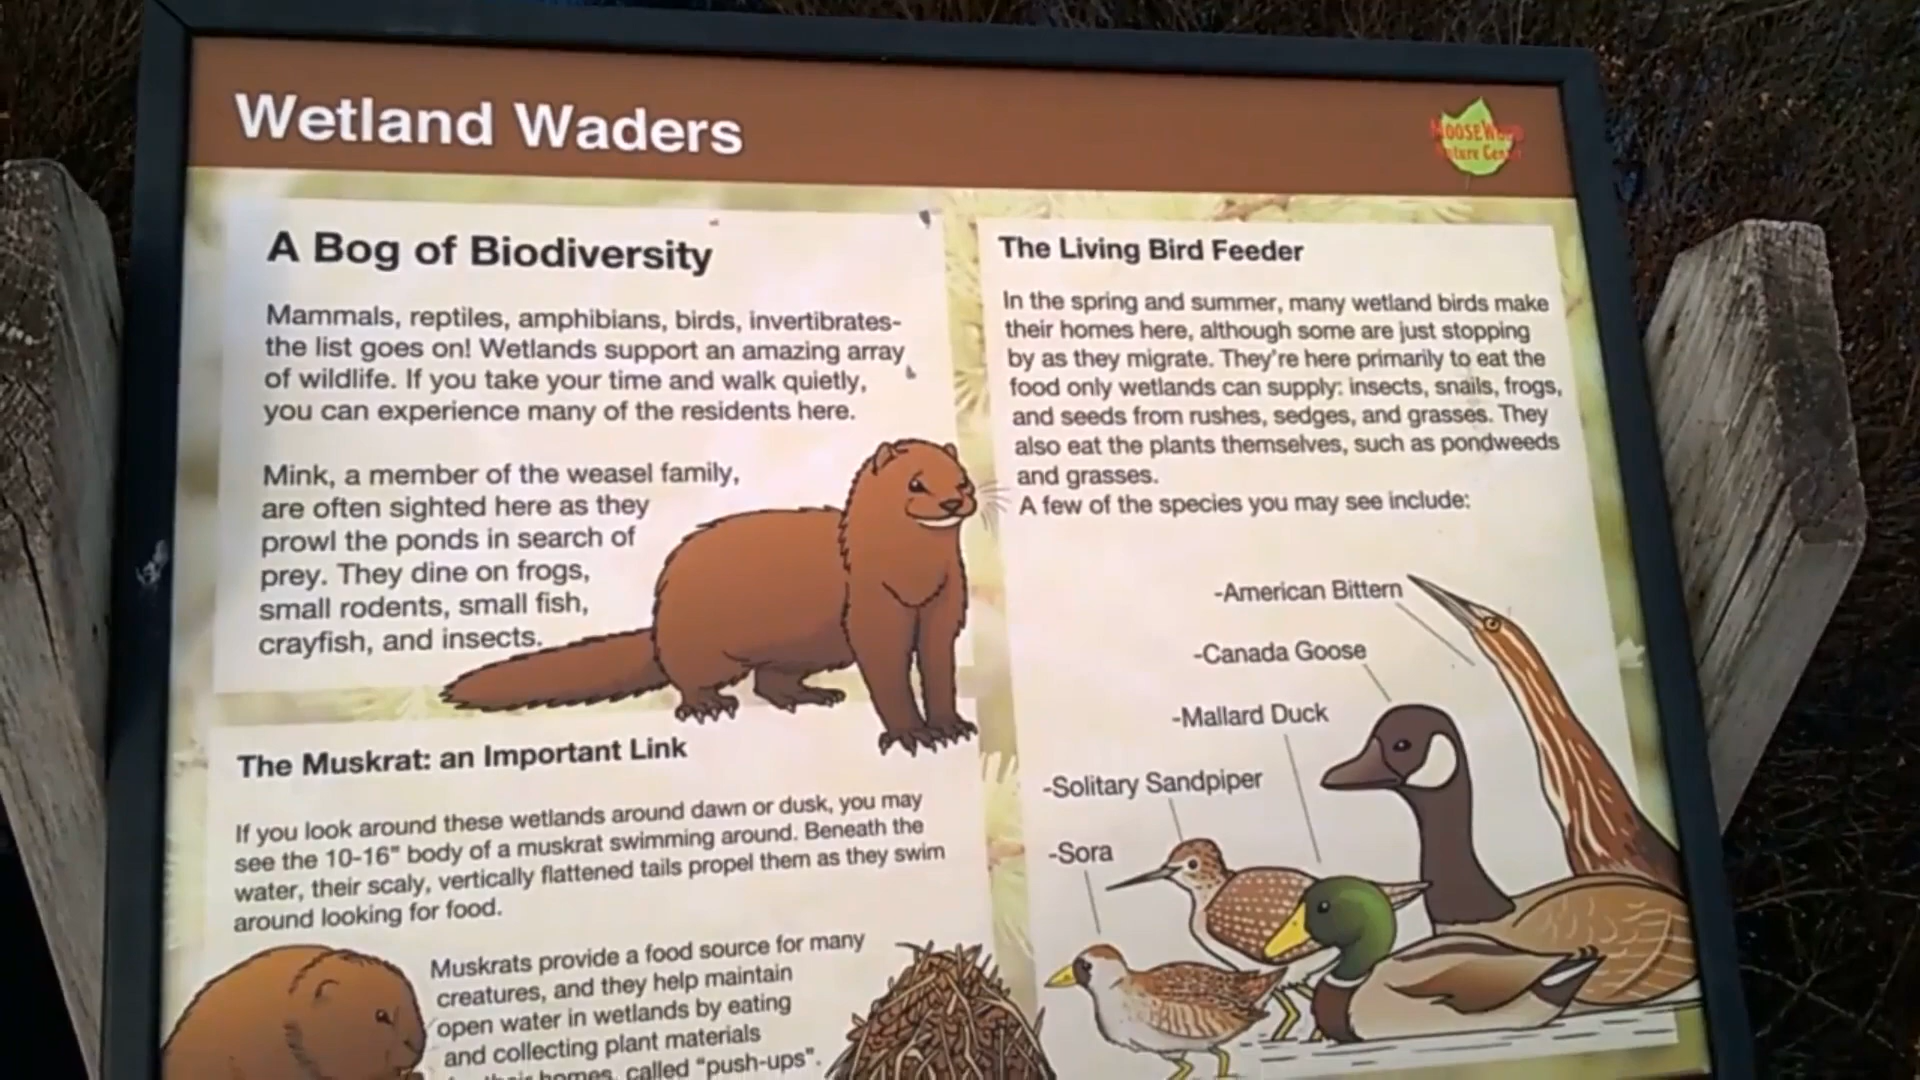 Wetland Waders
A Bog of Biodiversity
Mammals, reptiles, amphibians, birds, invertibrates-
the list goes on! Wetlands support an amazing array
of wildlife. If you take your time and walk quietly,
you can experience many of the residents here.
Mink, a member of the weasel family,
are often sighted here as they
prowl the ponds in search of
prey. They dine on frogs,
small rodents, small fish,
crayfish, and insects.
The Muskrat: an Important Link
If you look around these wetlands around dawn or dusk, you may
see the 10-16" body of a muskrat swimming around. Beneath the
water, their scaly, vertically flattened tails propel them as they swim
around looking for food.
Muskrats provide a food source for many
creatures, and they help maintain
open water in wetlands by eating
and collecting plant materials
homes, called "push-ups".
The Living Bird Feeder
In the spring and summer, many wetland birds make
their homes here, although some are just stopping
by as they migrate. They're here primarily to eat the
food only wetlands can supply: insects, snails, frogs,
and seeds from rushes, sedges, and grasses. They
also eat the plants themselves, such as pondweeds
and grasses.
A few of the species you may see include:
-American Bittern
-Canada Goose
-Mallard Duck
-Solitary Sandpiper
-Sora